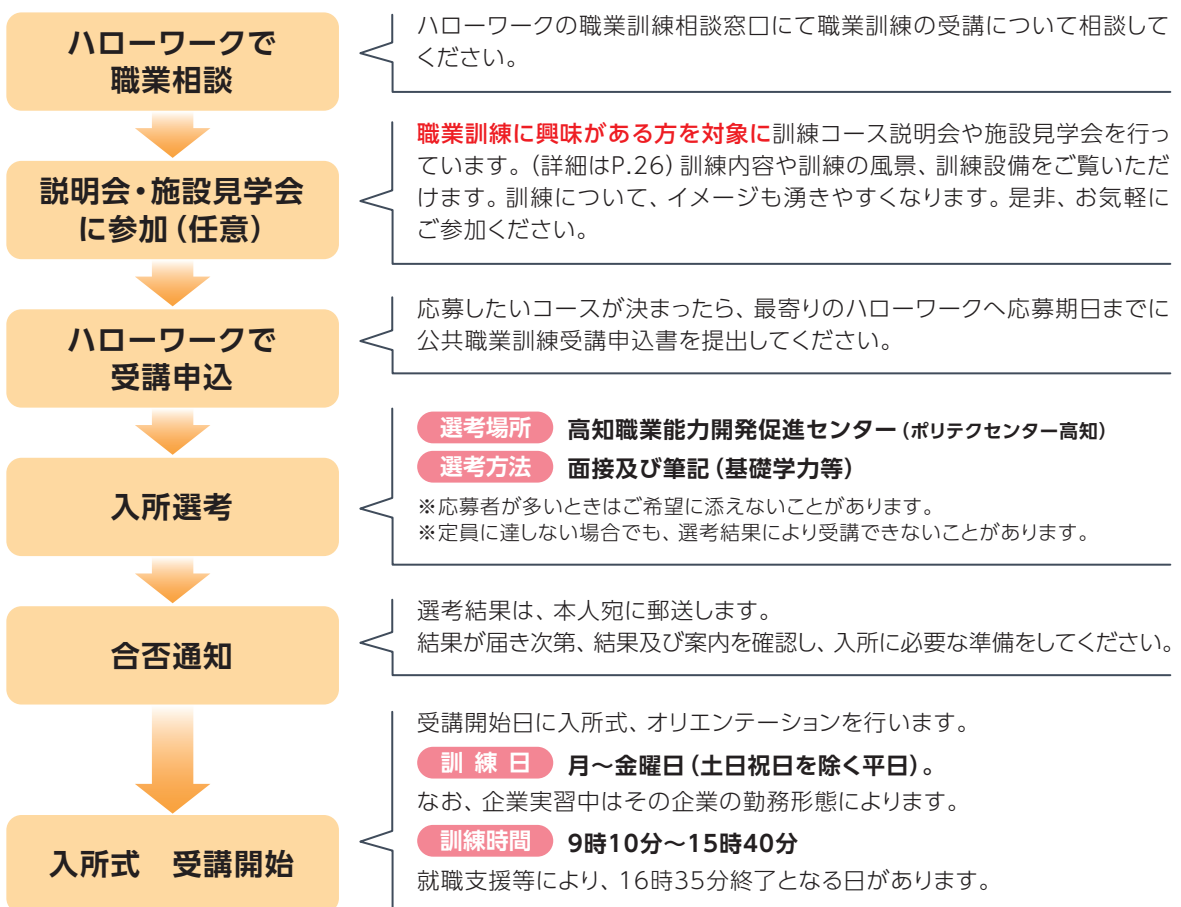 ハローワークで
職業相談
ハローワークの職業訓練相談窓口にて職業訓練の受講について相談して
ください。
説明会・施設見学会
に参加（任意）
職業訓練に興味がある方を対象に訓練コース説明会や施設見学会を行っ
ています。（詳細はP.26）訓練内容や訓練の風景、訓練設備をご覧いただ
けます。訓練について、イメージも湧きやすくなります。是非、お気軽に
ご参加ください。
ハローワークで
受講申込
応募したいコースが決まったら、最寄りのハローワークへ応募期日までに
公共職業訓練受講申込書を提出してください。
入所選考
選考場所 高知職業能力開発促進センター（ポリテクセンター高知）
選考方法 面接及び筆記（基礎学力等）
※応募者が多いときはご希望に添えないことがあります。
※定員に達しない場合でも、選考結果により受講できないことがあります。
合否通知
選考結果は、本人宛に郵送します。
結果が届き次第、結果及び案内を確認し、入所に必要な準備をしてください。
入所式　受講開始
受講開始日に入所式、オリエンテーションを行います。
訓練日 月～金曜日（土日祝日を除く平日）。
なお、企業実習中はその企業の勤務形態によります。
訓練時間 9時10分～15時40分
就職支援等により、16時35分終了となる日があります。